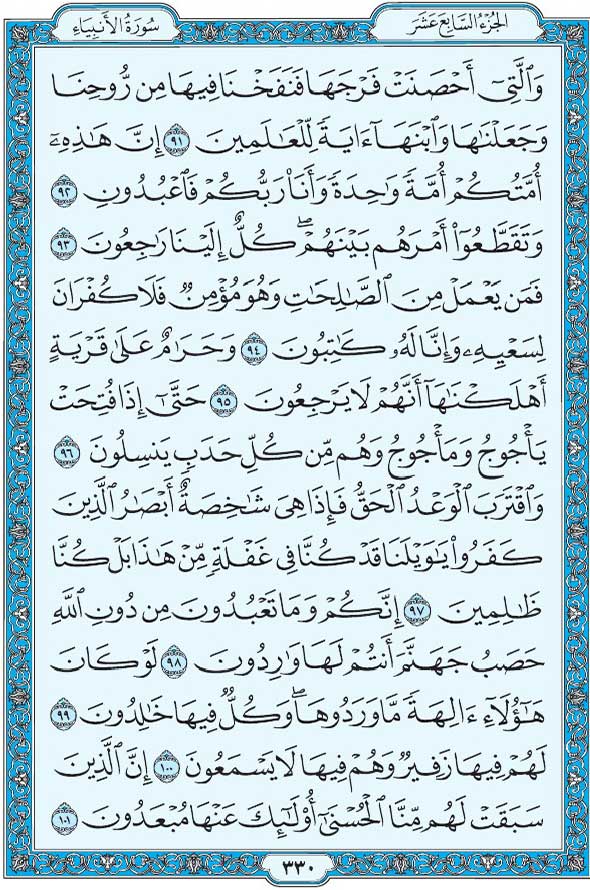 الجزء السابع عشر
سورة الأنبياء
وَٱلَّتِىٓ أَحْصَنَتْ فَرْجَهَا فَنَفَخْنَا فِيهَا مِن رُّوحِنَا
وَجَعَلْنَٰهَا وَٱبْنَهَآ ءَايَةً لِّلْعَٰلَمِينَ ٩١ إِنَّ هَٰذِهِۦٓ
أُمَّتُكُمْ أُمَّةً وَٰحِدَةً وَأَنَا۠ رَبُّكُمْ فَٱعْبُدُونِ ٩٢
وَتَقَطَّعُوٓا۟ أَمْرَهُم بَيْنَهُمْ ۖ كُلٌّ إِلَيْنَا رَٰجِعُونَ ٩٣
فَمَن يَعْمَلْ مِنَ ٱلصَّٰلِحَٰتِ وَهُوَ مُؤْمِنٌ فَلَا كُفْرَانَ
لِسَعْيِهِۦ وَإِنَّا لَهُۥ كَٰتِبُونَ ٩٤ وَحَرَٰمٌ عَلَىٰ قَرْيَةٍ
أَهْلَكْنَٰهَآ أَنَّهُمْ لَا يَرْجِعُونَ ٩٥ حَتَّىٰٓ إِذَا فُتِحَتْ
يَأْجُوجُ وَمَأْجُوجُ وَهُم مِّن كُلِّ حَدَبٍ يَنسِلُونَ ٩٦
وَٱقْتَرَبَ ٱلْوَعْدُ ٱلْحَقُّ فَإِذَا هِىَ شَٰخِصَةٌ أَبْصَٰرُ ٱلَّذِينَ
كَفَرُوا۟ يَٰوَيْلَنَا قَدْ كُنَّا فِى غَفْلَةٍ مِّنْ هَٰذَا بَلْ كُنَّا
ظَٰلِمِينَ ٩٧ إِنَّكُمْ وَمَا تَعْبُدُونَ مِن دُونِ ٱللَّهِ
حَصَبُ جَهَنَّمَ أَنتُمْ لَهَا وَٰرِدُونَ ٩٨ لَوْ كَانَ
هَٰٓؤُلَآءِ ءَالِهَةً مَّا وَرَدُوهَا ۖ وَكُلٌّ فِيهَا خَٰلِدُونَ ٩٩
لَهُمْ فِيهَا زَفِيرٌ وَهُمْ فِيهَا لَا يَسْمَعُونَ ١٠٠ إِنَّ ٱلَّذِينَ
سَبَقَتْ لَهُم مِّنَّا ٱلْحُسْنَىٰٓ أُو۟لَٰٓئِكَ عَنْهَا مُبْعَدُونَ ١٠١
٣٣٠